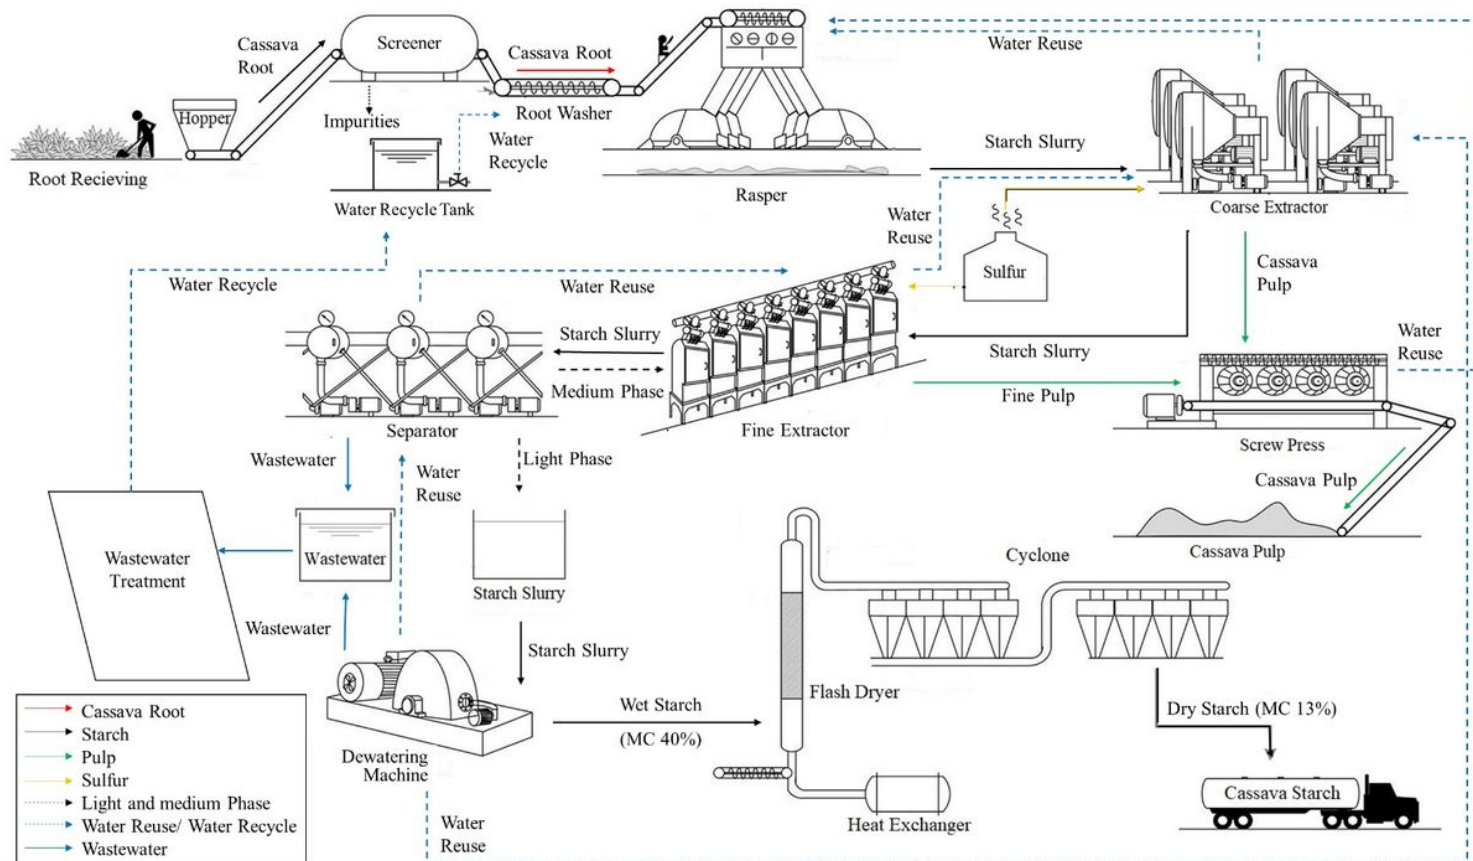 Cassava
Root
Screener
Cassava Root
Water Reuse
Hopper
Impurities
Root Washer
Water
Recycle
Root Recieving
Water Recycle Tank
Rasper
Starch Slurry
Coarse Extractor
Water
Reuse
Sulfur
Cassava
Pulp
Water Recycle
Water Reuse
Starch Slurry
Medium Phase
Starch Slurry
Water
Reuse
Fine Pulp
Separator
Fine Extractor
Screw Press
Wastewater
Water
Reuse
Light Phase
Cassava Pulp
Wastewater
Treatment
Wastewater
Starch Slurry
Cyclone
Cassava Pulp
Wastewater
Starch Slurry
Flash Dryer
Wet Starch
(MC 40%)
Dry Starch (MC 13%)
Dewatering
Machine
Cassava Starch
Heat Exchanger
Water
Reuse
Cassava Root
Starch
Pulp
Sulfur
Light and medium Phase
Water Reuse/ Water Recycle
Wastewater